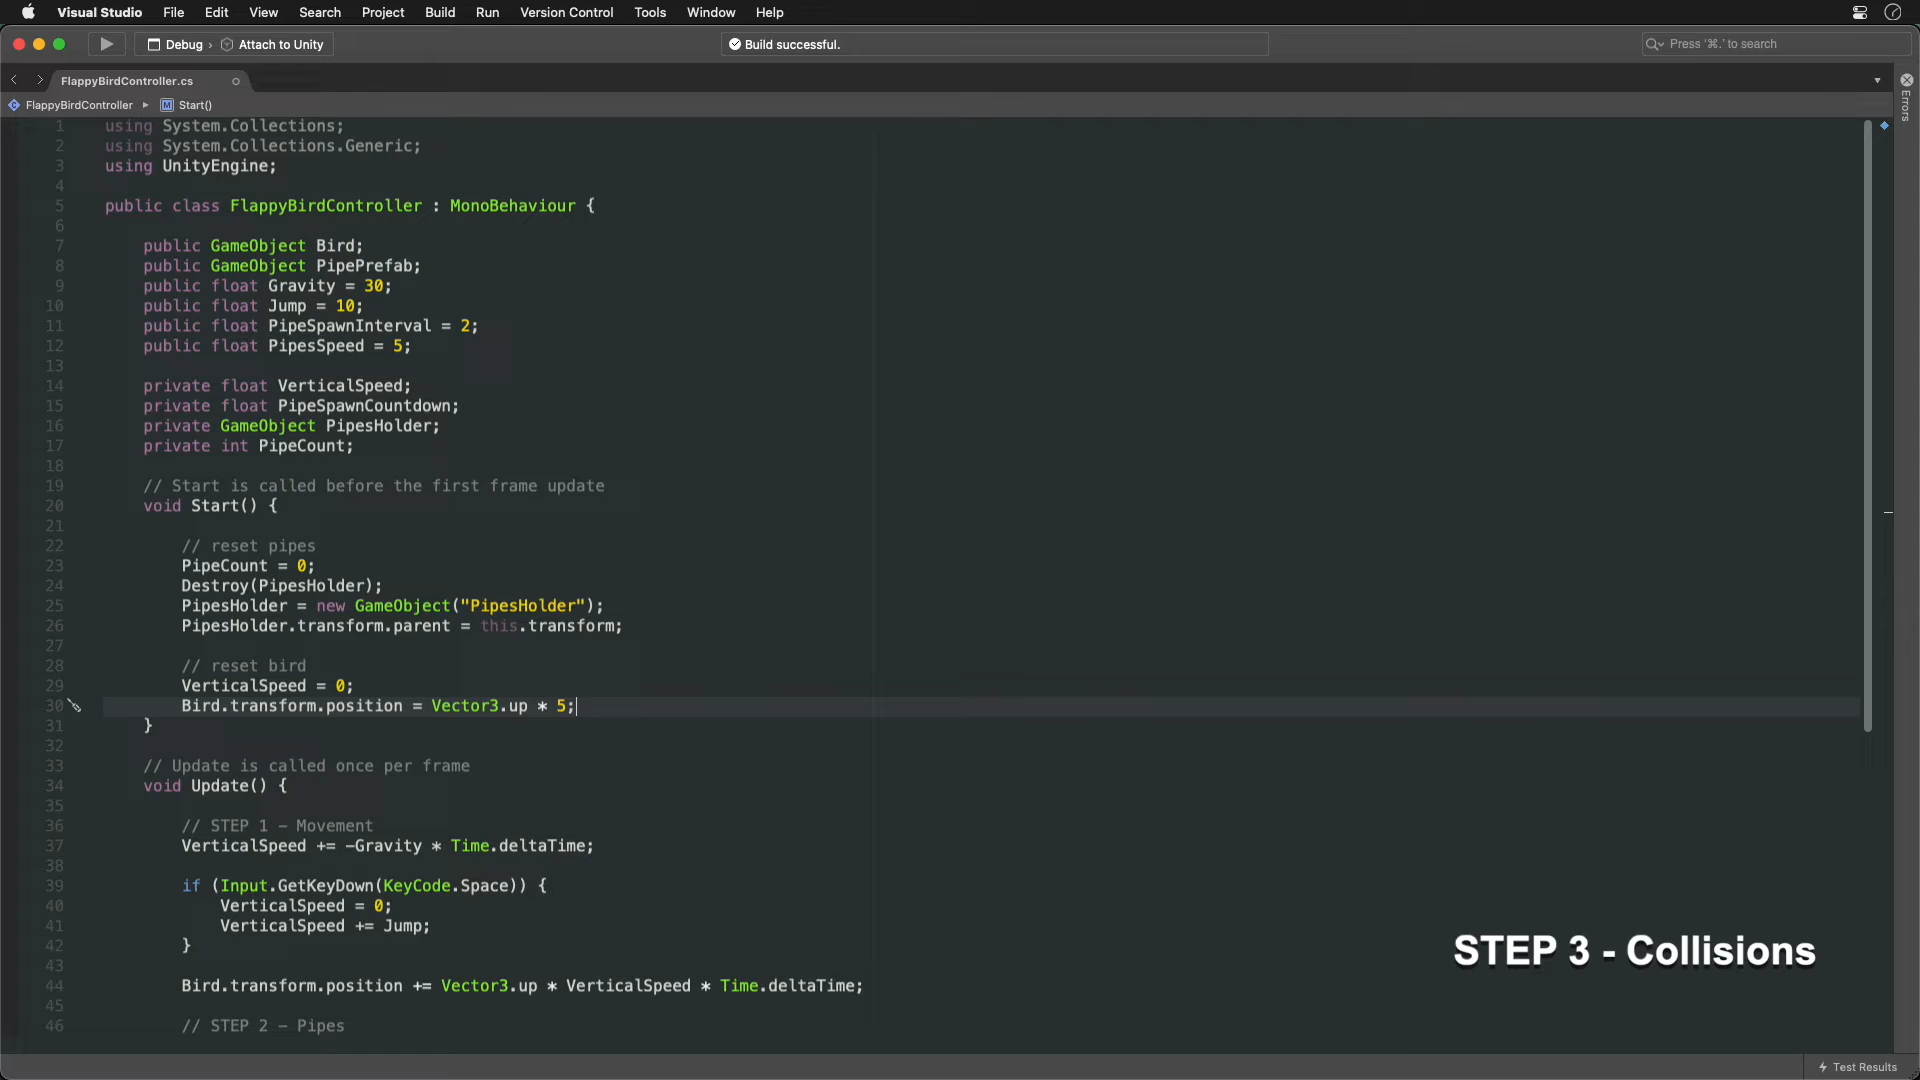 Visual Studio File Edit View Search Project Build Run Version Control Tools Window Help
Debug › Attach to Unity
Build successful.
Press '⌘.' to search
FlappyBirdController.cs
FlappyBirdController ▸ M Start()
Errors
1 using System.Collections;
2 using System.Collections.Generic;
3 using UnityEngine;
4
5 public class FlappyBirdController : MonoBehaviour {
6
7 public GameObject Bird;
8 public GameObject PipePrefab;
9 public float Gravity = 30;
10 public float Jump = 10;
11 public float PipeSpawnInterval = 2;
12 public float PipesSpeed = 5;
13
14 private float VerticalSpeed;
15 private float PipeSpawnCountdown;
16 private GameObject PipesHolder;
17 private int PipeCount;
18
19 // Start is called before the first frame update
20 void Start() {
21
22 // reset pipes
23 PipeCount = 0;
24 Destroy(PipesHolder);
25 PipesHolder = new GameObject("PipesHolder");
26 PipesHolder.transform.parent = this.transform;
27
28 // reset bird
29 VerticalSpeed = 0;
30 Bird.transform.position = Vector3.up * 5;
31 }
32
33 // Update is called once per frame
34 void Update() {
35
36 // STEP 1 - Movement
37 VerticalSpeed += -Gravity * Time.deltaTime;
38
39 if (Input.GetKeyDown(KeyCode.Space)) {
40 VerticalSpeed = 0;
41 VerticalSpeed += Jump;
42 }
43
44 Bird.transform.position += Vector3.up * VerticalSpeed * Time.deltaTime;
45
46 // STEP 2 - Pipes
STEP 3 - Collisions
Test Results